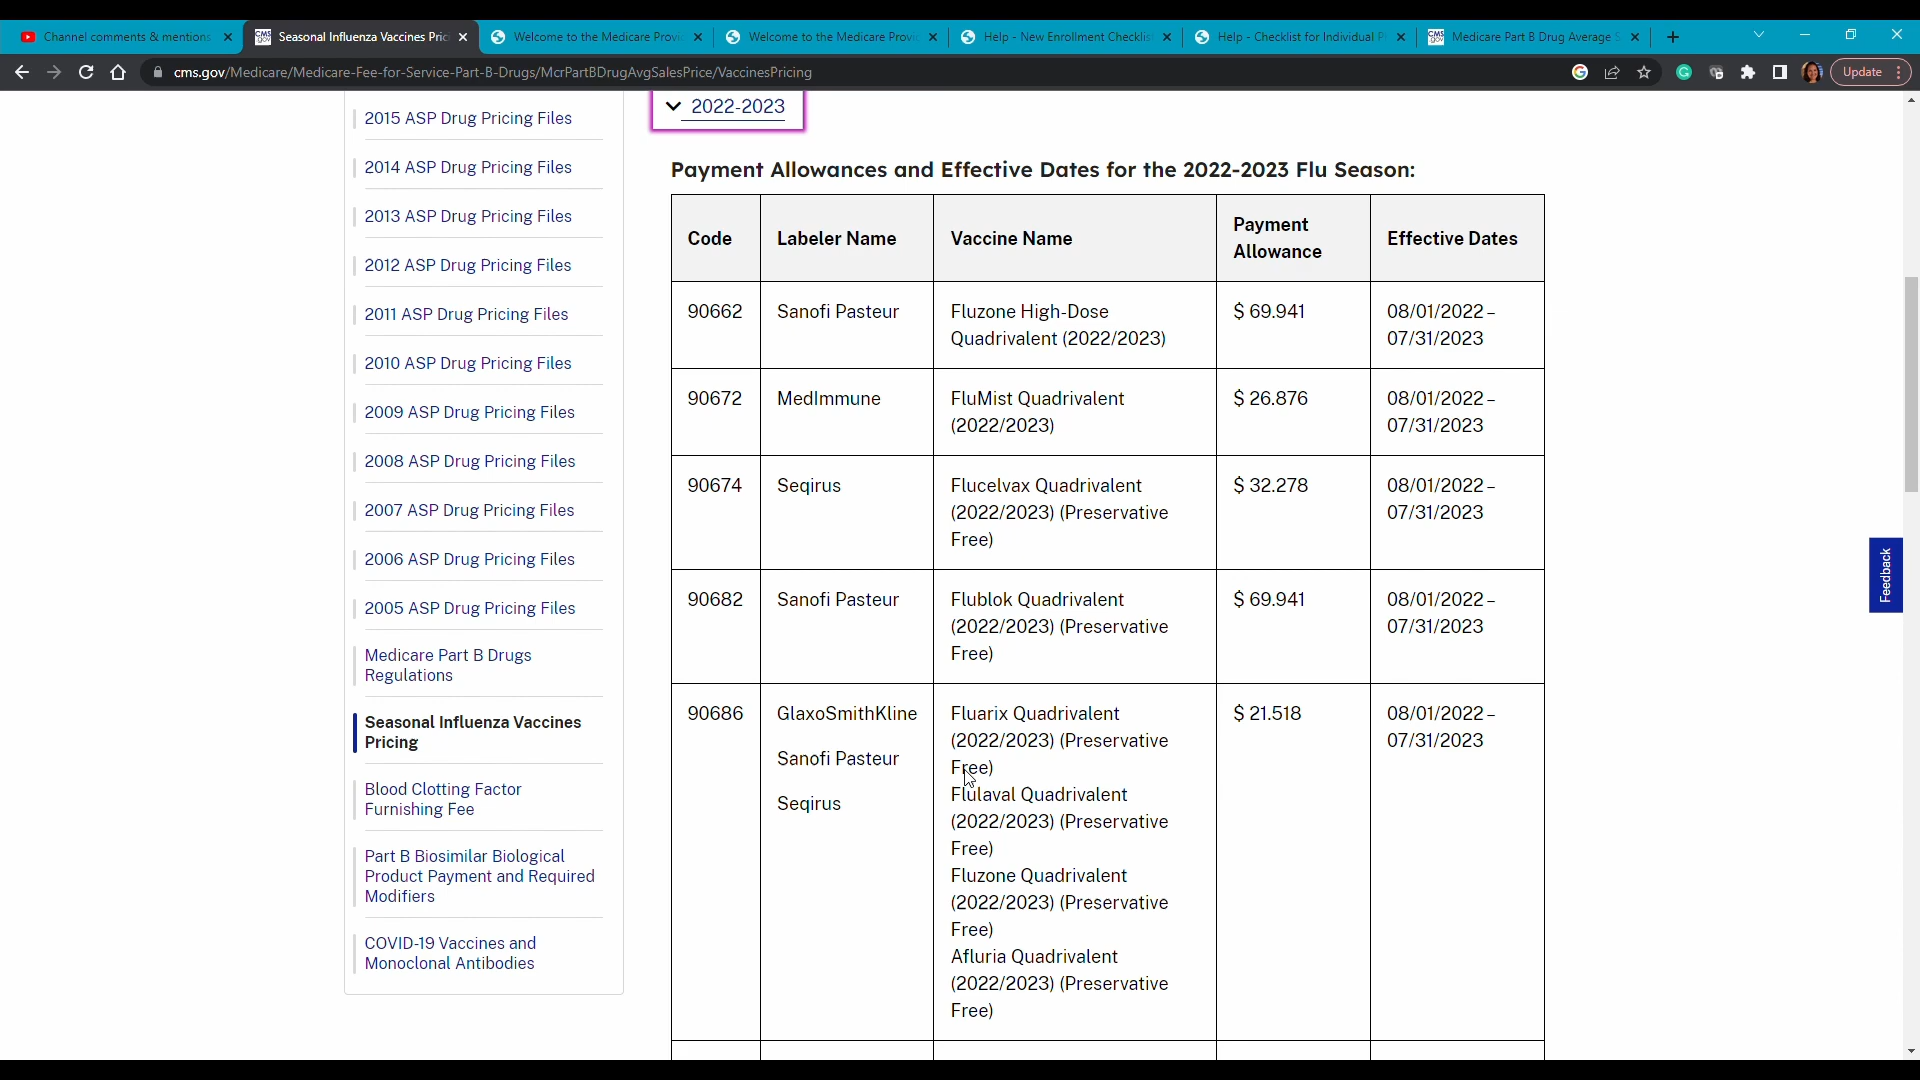 Channel comments & mentions
Seasonal Influenza Vaccines Pric
Welcome to the Medicare Provi
Welcome to the Medicare Provi
Help - New Enrollment Checklis
Help - Checklist for Individual P
Medicare Part B Drug Average S
cms.gov/Medicare/Medicare-Fee-for-Service-Part-B-Drugs/McrPartBDrugAvgSalesPrice/VaccinesPricing
Update
2015 ASP Drug Pricing Files
2014 ASP Drug Pricing Files
2013 ASP Drug Pricing Files
2012 ASP Drug Pricing Files
2011 ASP Drug Pricing Files
2010 ASP Drug Pricing Files
2009 ASP Drug Pricing Files
2008 ASP Drug Pricing Files
2007 ASP Drug Pricing Files
2006 ASP Drug Pricing Files
2005 ASP Drug Pricing Files
Medicare Part B Drugs
Regulations
Seasonal Influenza Vaccines
Pricing
Blood Clotting Factor
Furnishing Fee
Part B Biosimilar Biological
Product Payment and Required
Modifiers
COVID-19 Vaccines and
Monoclonal Antibodies
2022-2023
Payment Allowances and Effective Dates for the 2022-2023 Flu Season:
Code
Labeler Name
Vaccine Name
Payment
Allowance
Effective Dates
90662
Sanofi Pasteur
Fluzone High-Dose
Quadrivalent (2022/2023)
$ 69.941
08/01/2022 –
07/31/2023
90672
MedImmune
FluMist Quadrivalent
(2022/2023)
$ 26.876
08/01/2022 –
07/31/2023
90674
Seqirus
Flucelvax Quadrivalent
(2022/2023) (Preservative
Free)
$ 32.278
08/01/2022 –
07/31/2023
90682
Sanofi Pasteur
Flublok Quadrivalent
(2022/2023) (Preservative
Free)
$ 69.941
08/01/2022 –
07/31/2023
90686
GlaxoSmithKline
Sanofi Pasteur
Seqirus
Fluarix Quadrivalent
(2022/2023) (Preservative
Free)
Flulaval Quadrivalent
(2022/2023) (Preservative
Free)
Fluzone Quadrivalent
(2022/2023) (Preservative
Free)
Afluria Quadrivalent
(2022/2023) (Preservative
Free)
$ 21.518
08/01/2022 –
07/31/2023
Feedback